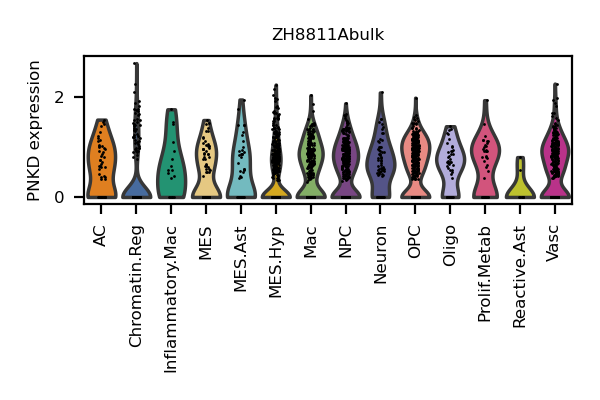 ZH8811Abulk
PNKD expression
2
0
AC
Chromatin.Reg
Inflammatory.Mac
MES
MES.Ast
MES.Hyp
Mac
NPC
Neuron
OPC
Oligo
Prolif.Metab
Reactive.Ast
Vasc